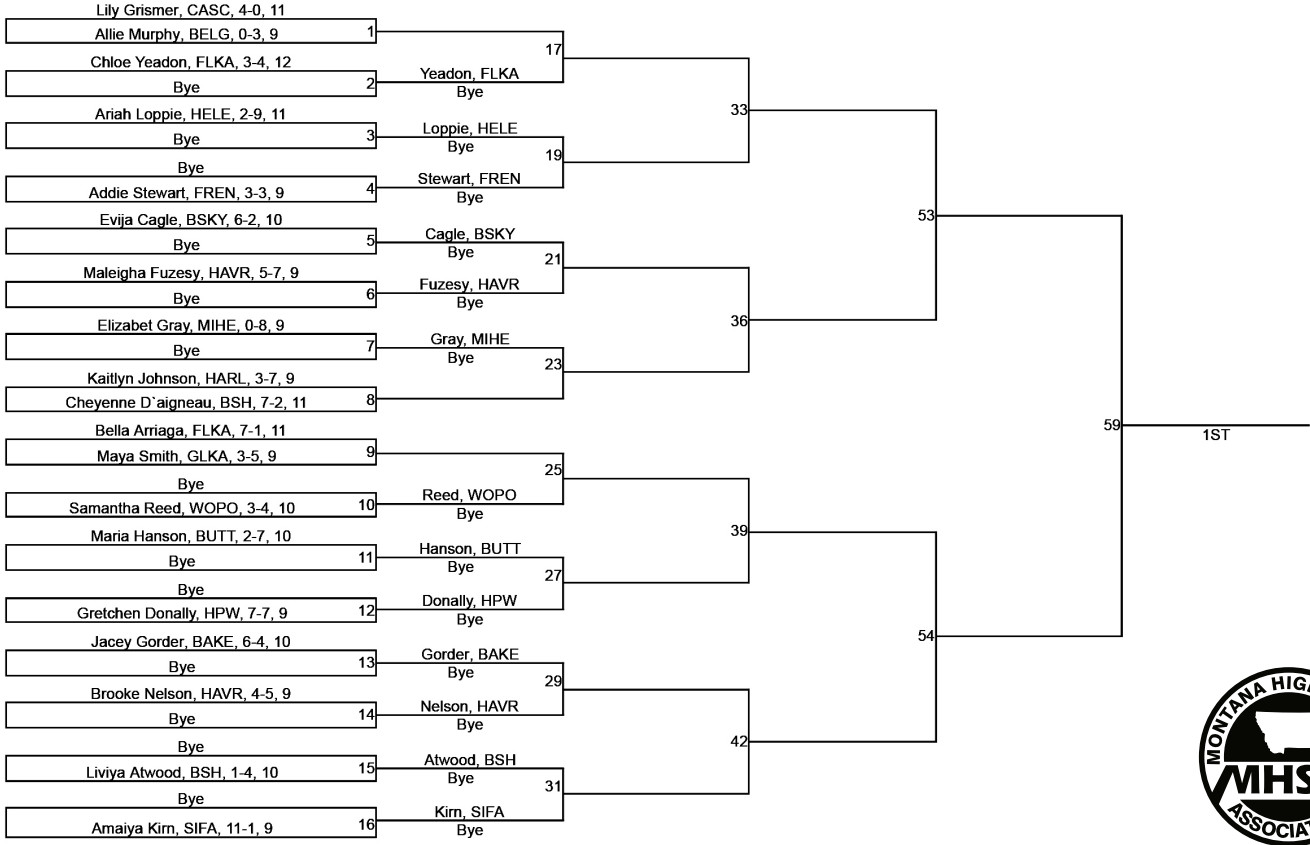 Lily Grismer, CASC, 4-0, 11
Allie Murphy, BELG, 0-3, 9
1
Chloe Yeadon, FLKA, 3-4, 12
Bye
2
Ariah Loppie, HELE, 2-9, 11
Bye
3
Bye
Addie Stewart, FREN, 3-3, 9
4
Evija Cagle, BSKY, 6-2, 10
Bye
5
Maleigha Fuzesy, HAVR, 5-7, 9
Bye
6
Elizabet Gray, MIHE, 0-8, 9
Bye
7
Kaitlyn Johnson, HARL, 3-7, 9
Cheyenne D`aigneau, BSH, 7-2, 11
8
Bella Arriaga, FLKA, 7-1, 11
Maya Smith, GLKA, 3-5, 9
9
Bye
Samantha Reed, WOPO, 3-4, 10
10
Maria Hanson, BUTT, 2-7, 10
Bye
11
Bye
Gretchen Donally, HPW, 7-7, 9
12
Jacey Gorder, BAKE, 6-4, 10
Bye
13
Brooke Nelson, HAVR, 4-5, 9
Bye
14
Bye
Liviya Atwood, BSH, 1-4, 10
15
Bye
Amaiya Kirn, SIFA, 11-1, 9
16
17
Yeadon, FLKA
Bye
Loppie, HELE
Bye
19
Stewart, FREN
Bye
Cagle, BSKY
Bye
21
Fuzesy, HAVR
Bye
Gray, MIHE
Bye
23
25
Reed, WOPO
Bye
Hanson, BUTT
Bye
27
Donally, HPW
Bye
Gorder, BAKE
Bye
29
Nelson, HAVR
Bye
Atwood, BSH
Bye
31
Kirn, SIFA
Bye
33
36
39
42
53
54
59
1ST
MONTANA HIG
MHS
ASSOCIAT